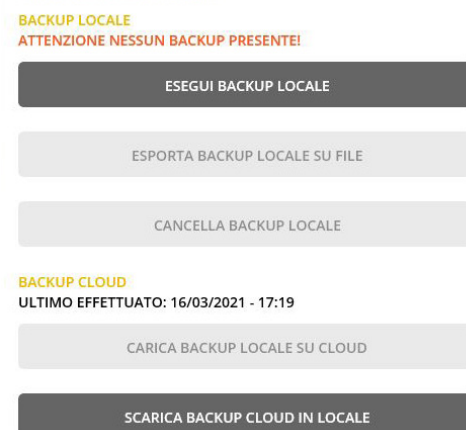 BACKUP LOCALE
ATTENZIONE NESSUN BACKUP PRESENTE!
ESEGUI BACKUP LOCALE
ESPORTA BACKUP LOCALE SU FILE
CANCELLA BACKUP LOCALE
BACKUP CLOUD
ULTIMO EFFETTUATO: 16/03/2021 - 17:19
CARICA BACKUP LOCALE SU CLOUD
SCARICA BACKUP CLOUD IN LOCALE